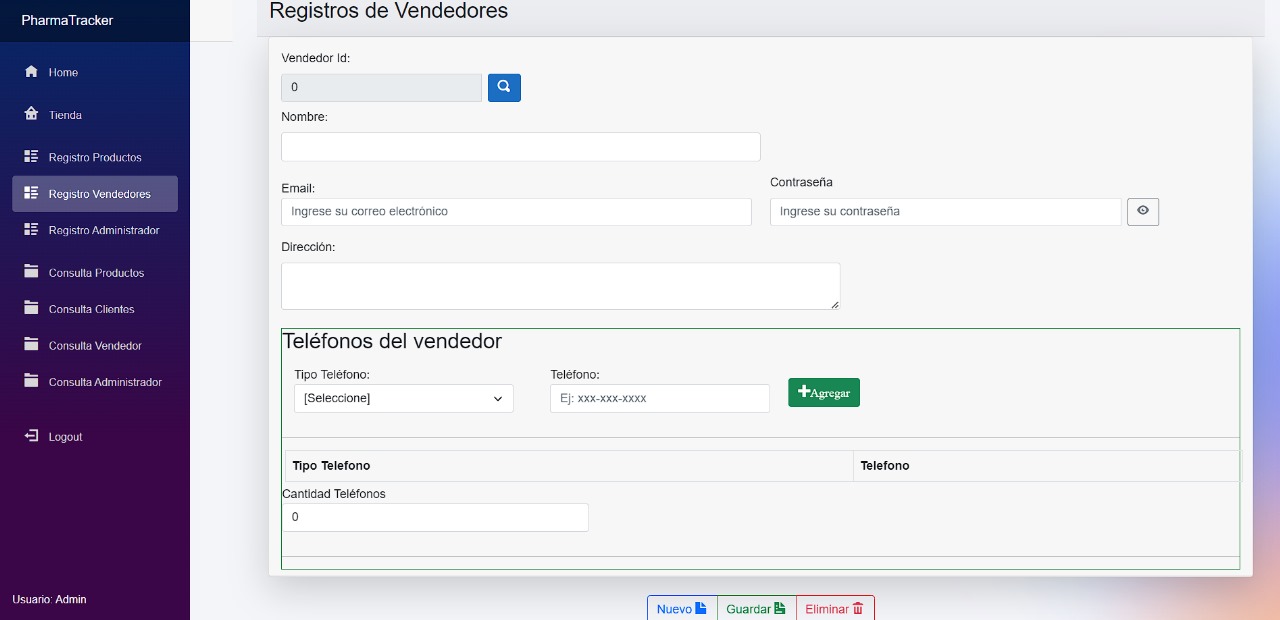 PharmaTracker
Home
Tienda
Registro Productos
Registro Vendedores
Registro Administrador
Consulta Productos
Consulta Clientes
Consulta Vendedor
Consulta Administrador
Logout
Usuario: Admin
Registros de Vendedores
Vendedor Id:
0
Nombre:
Email:
Ingrese su correo electrónico
Contraseña
Ingrese su contraseña
Dirección:
Teléfonos del vendedor
Tipo Teléfono:
[Seleccione]
Teléfono:
Ej: xxx-xxx-xxxx
Agregar
Tipo Telefono Telefono
Cantidad Teléfonos
0
Nuevo Guardar Eliminar